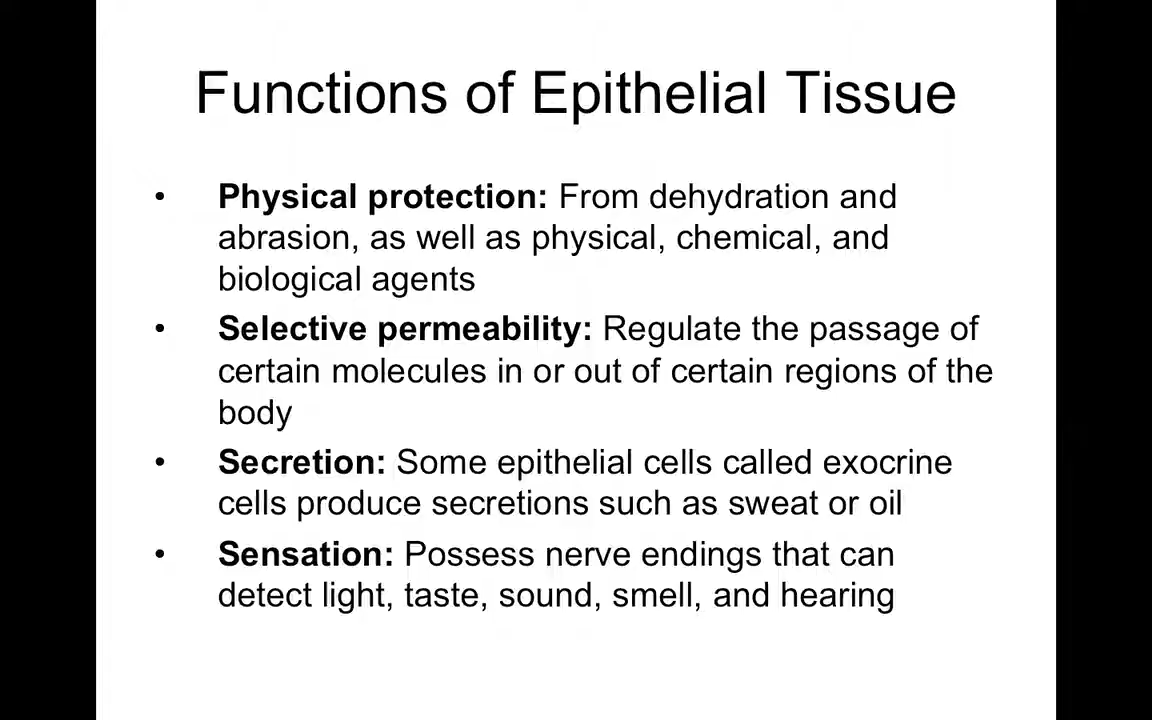 Functions of Epithelial Tissue
• Physical protection: From dehydration and
abrasion, as well as physical, chemical, and
biological agents
• Selective permeability: Regulate the passage of
certain molecules in or out of certain regions of the
body
• Secretion: Some epithelial cells called exocrine
cells produce secretions such as sweat or oil
• Sensation: Possess nerve endings that can
detect light, taste, sound, smell, and hearing